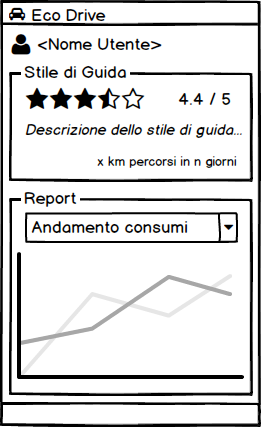 Eco Drive
<Nome Utente>
Stile di Guida
4.4 / 5
Descrizione dello stile di guida...
x km percorsi in n giorni
Report
Andamento consumi